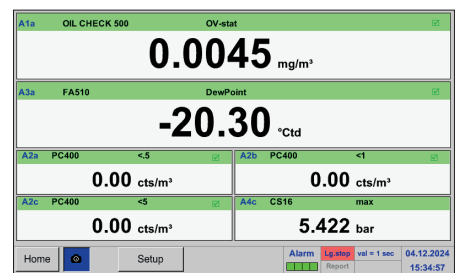 A1a OIL CHECK 500 OV-stat
0.0045 mg/m³
A3a FA510 DewPoint
-20.30 °Ctd
A2a PC400 <.5
0.00 cts/m³
A2b PC400 <1
0.00 cts/m³
A2c PC400 <5
0.00 cts/m³
A4c CS16 max
5.422 bar
Home Setup Alarm Lg.stop val = 1 sec 04.12.2024
Report 15:34:57